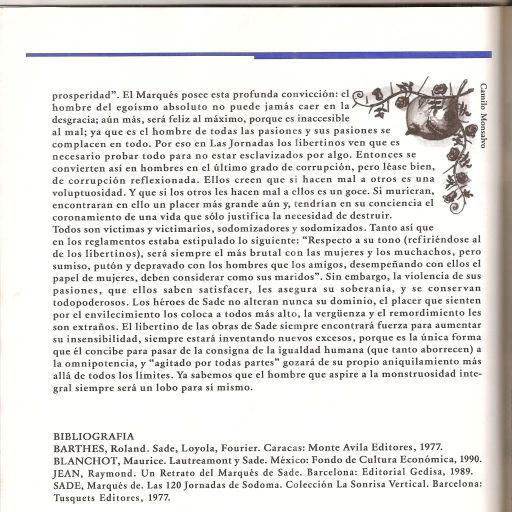 prosperidad”. El Marqués posee esta profunda convicción: el
hombre del egoísmo absoluto no puede jamás caer en la
desgracia; aún más, será feliz al máximo, porque es inaccesible
al mal; ya que es el hombre de todas las pasiones y sus pasiones se
complacen en todo. Por eso en Las Jornadas los libertinos ven que es
necesario probar todo para no estar esclavizados por algo. Entonces se
convierten así en hombres en el último grado de corrupción, pero léase bien,
de corrupción reflexionada. Ellos creen que si hacen mal a otros es una
voluptuosidad. Y que si los otros les hacen mal a ellos es un goce. Si murieran,
encontraran en ello un placer más grande aún y, tendrían en su conciencia el
coronamiento de una vida que sólo justifica la necesidad de destruir.
Todos son víctimas y victimarios, sodomizadores y sodomizados. Tanto así que
en los reglamentos estaba estipulado lo siguiente: “Respecto a su tono (refiriéndose al
de los libertinos), será siempre el más brutal con las mujeres y los muchachos, pero
sumiso, putón y depravado con los hombres que los amigos, desempeñando con ellos el
papel de mujeres, deben considerar como sus maridos”. Sin embargo, la violencia de sus
pasiones, que ellos saben satisfacer, les asegura su soberanía, y se conservan
todopoderosos. Los héroes de Sade no alteran nunca su dominio, el placer que sienten
por el envilecimiento los coloca a todos más alto, la vergüenza y el remordimiento les
son extraños. El libertino de las obras de Sade siempre encontrará fuerza para aumentar
su insensibilidad, siempre estará inventando nuevos excesos, porque es la única forma
que él concibe para pasar de la consigna de la igualdad humana (que tanto aborrecen) a
la omnipotencia, y “agitado por todas partes” gozará de su propio aniquilamiento más
allá de todos los límites. Ya sabemos que el hombre que aspire a la monstruosidad inte-
gral siempre será un lobo para sí mismo.
Camilo Monsalvo
BIBLIOGRAFIA
BARTHES, Roland. Sade, Loyola, Fourier. Caracas: Monte Avila Editores, 1977.
BLANCHOT, Maurice. Lautreamont y Sade. México: Fondo de Cultura Económica, 1990.
JEAN, Raymond. Un Retrato del Marqués de Sade. Barcelona: Editorial Gedisa, 1989.
SADE, Marqués de. Las 120 Jornadas de Sodoma. Colección La Sonrisa Vertical. Barcelona:
Tusquets Editores, 1977.